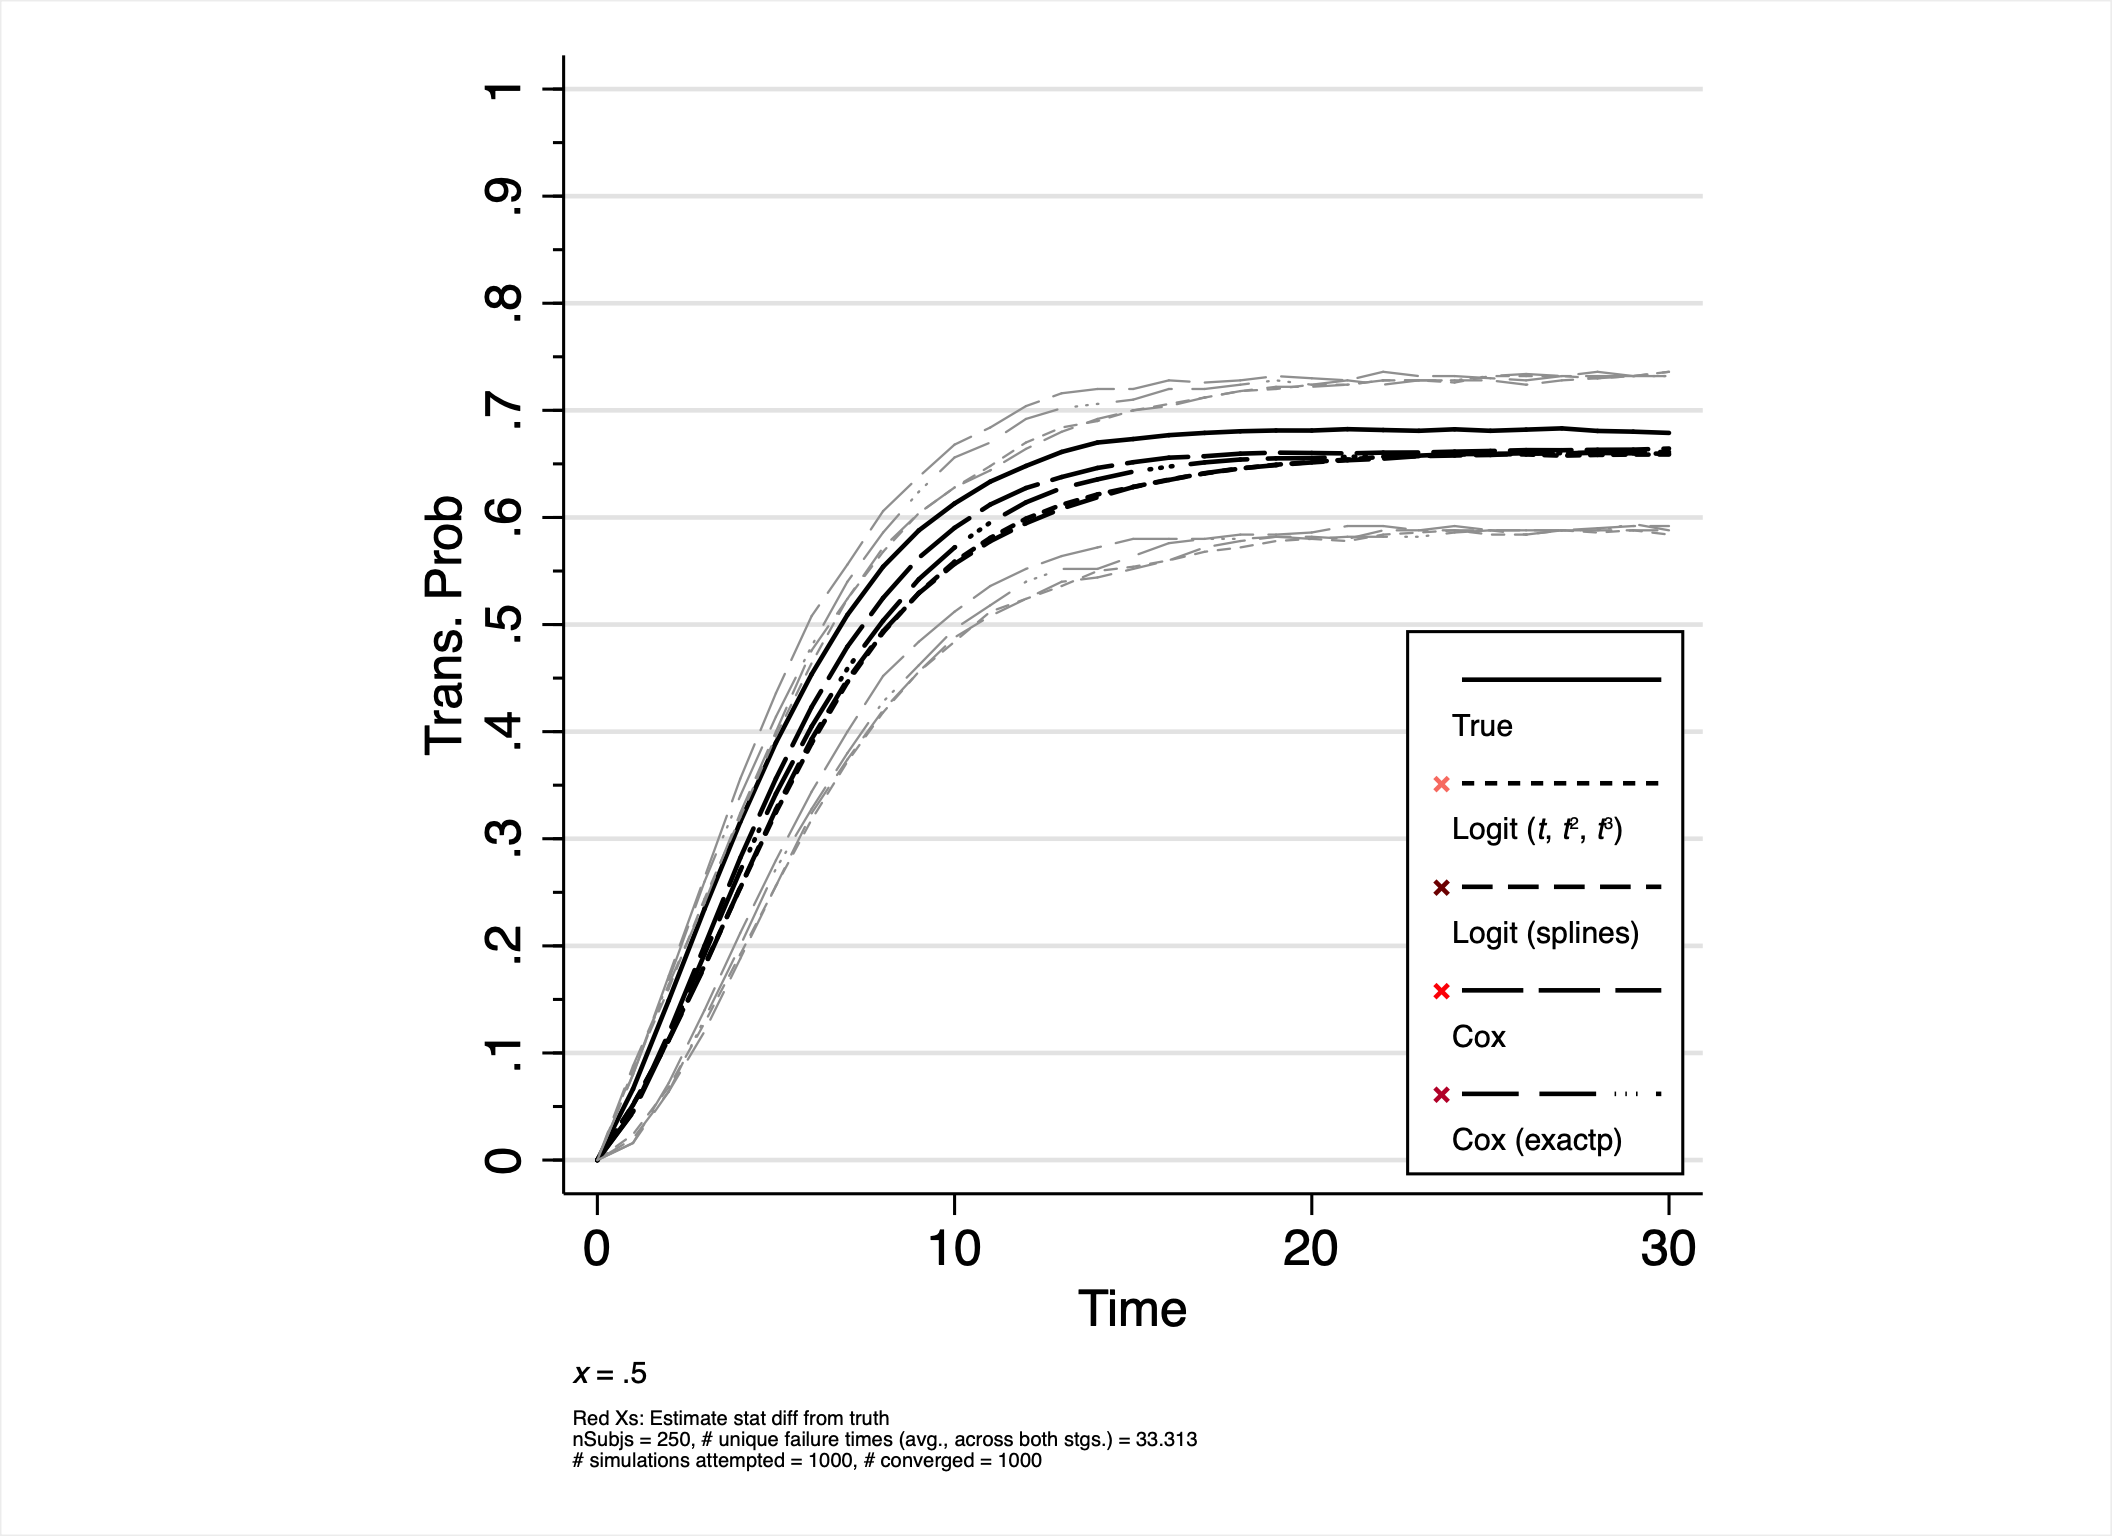 1
.9
.8
.7
.6
.5
.4
.3
.2
.1
0
Trans. Prob
True
Logit (t, t², t³)
Logit (splines)
Cox
Cox (exactp)
0 10 20 30
Time
x = .5
Red Xs: Estimate stat diff from truth
nSubjs = 250, # unique failure times (avg., across both stgs.) = 33.313
# simulations attempted = 1000, # converged = 1000